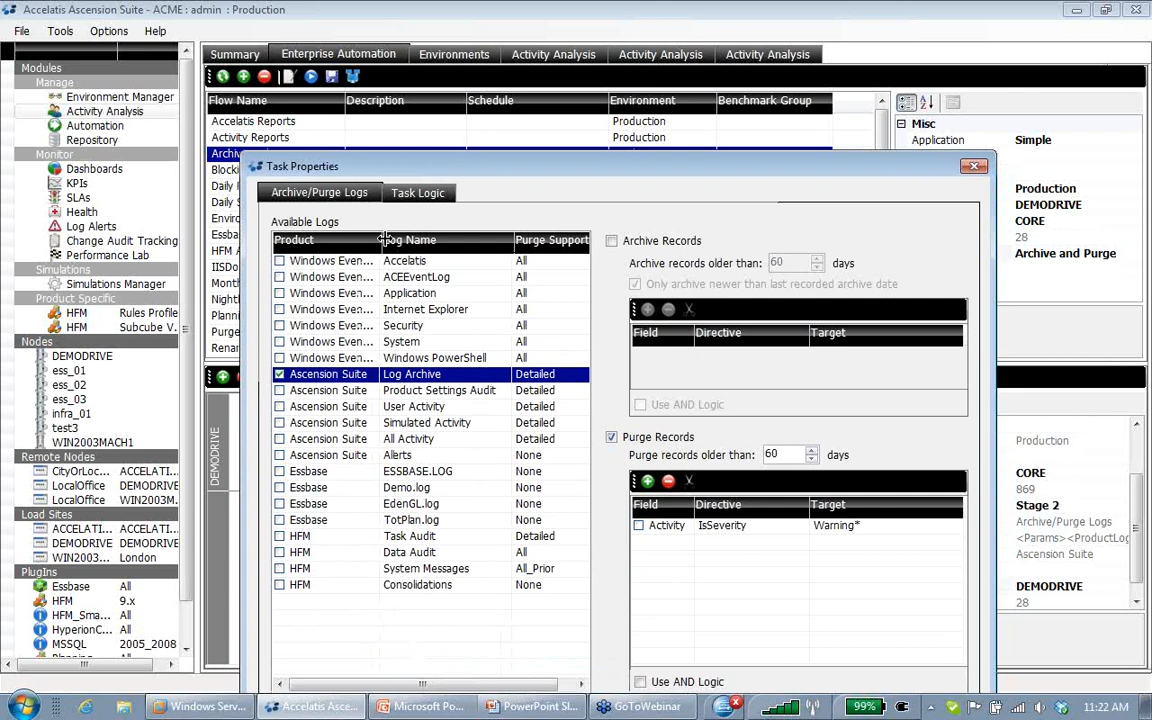 Accelatis Ascension Suite - ACME : admin : Production
File Tools Options Help
Modules
Manage
Environment Manager
Activity Analysis
Automation
Repository
Monitor
Dashboards
KPIs
SLAs
Health
Log Alerts
Change Audit Tracking
Performance Lab
Simulations
Simulations Manager
Product Specific
HFM Rules Profile
HFM Subcube V...
Nodes
DEMODRIVE
ess_01
ess_02
ess_03
infra_01
test3
WIN2003MACH1
Remote Nodes
CityOrLoc... ACCELATI
LocalOffice DEMODRIV
LocalOffice WIN2003M.
Load Sites
ACCELATI... ACCELATI
DEMODRIVE DEMODRIV
WIN2003... London
PlugIns
Essbase All
HFM 9.x
HFM_Sma... All
HyperionC... All
MSSQL 2005_2008
Summary Enterprise Automation Environments Activity Analysis Activity Analysis Activity Analysis
Flow Name Description Schedule Environment Benchmark Group
Accelatis Reports Production
Activity Reports Production
Archiv
Blocki
Daily
Daily S
Enviro
Essba
HFM A
IISDo
Month
Nightl
Planni
Purge
Renar
DEMODRIVE
Misc
Application Simple
Production
DEMODRIVE
CORE
28
Archive and Purge
Production
CORE
869
Stage 2
Archive/Purge Logs
<Params><ProductLog
Ascension Suite
DEMODRIVE
28
Task Properties
Archive/Purge Logs Task Logic
Available Logs
Product Log Name Purge Support
Windows Even... Accelatis All
Windows Even... ACEEventLog All
Windows Even... Application All
Windows Even... Internet Explorer All
Windows Even... Security All
Windows Even... System All
Windows Even... Windows PowerShell All
Ascension Suite Log Archive Detailed
Ascension Suite Product Settings Audit Detailed
Ascension Suite User Activity Detailed
Ascension Suite Simulated Activity Detailed
Ascension Suite All Activity Detailed
Ascension Suite Alerts None
Essbase ESSBASE.LOG None
Essbase Demo.log None
Essbase EdenGL.log None
Essbase TotPlan.log None
HFM Task Audit Detailed
HFM Data Audit All
HFM System Messages All_Prior
HFM Consolidations None
Archive Records
Archive records older than: 60 days
Only archive newer than last recorded archive date
Field Directive Target
Use AND Logic
Purge Records
Purge records older than: 60 days
Field Directive Target
Activity IsSeverity Warning*
Use AND Logic
Windows Serv... Accelatis Asce... Microsoft Po... PowerPoint Sl... GoToWebinar 99% 11:22 AM